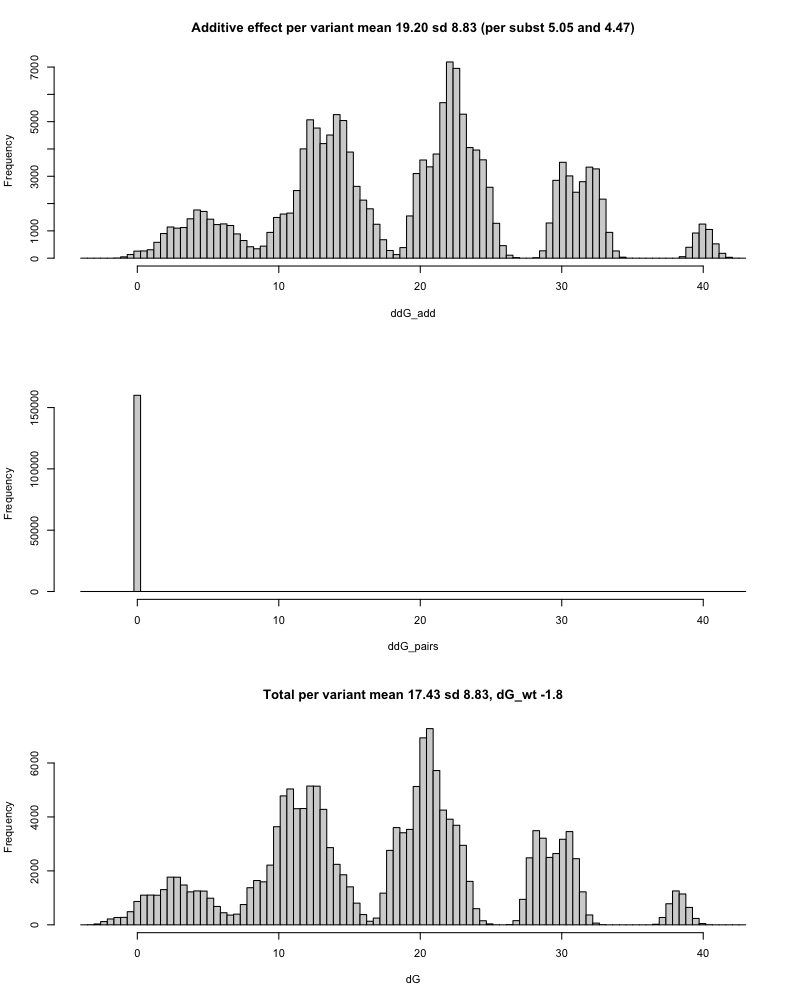 Additive effect per variant mean 19.20 sd 8.83 (per subst 5.05 and 4.47)
Frequency
7000
5000
3000
1000
0
0 10 20 30 40
ddG_add
Frequency
150000
100000
50000
0
0 10 20 30 40
ddG_pairs
Total per variant mean 17.43 sd 8.83, dG_wt -1.8
Frequency
6000
4000
2000
0
0 10 20 30 40
dG